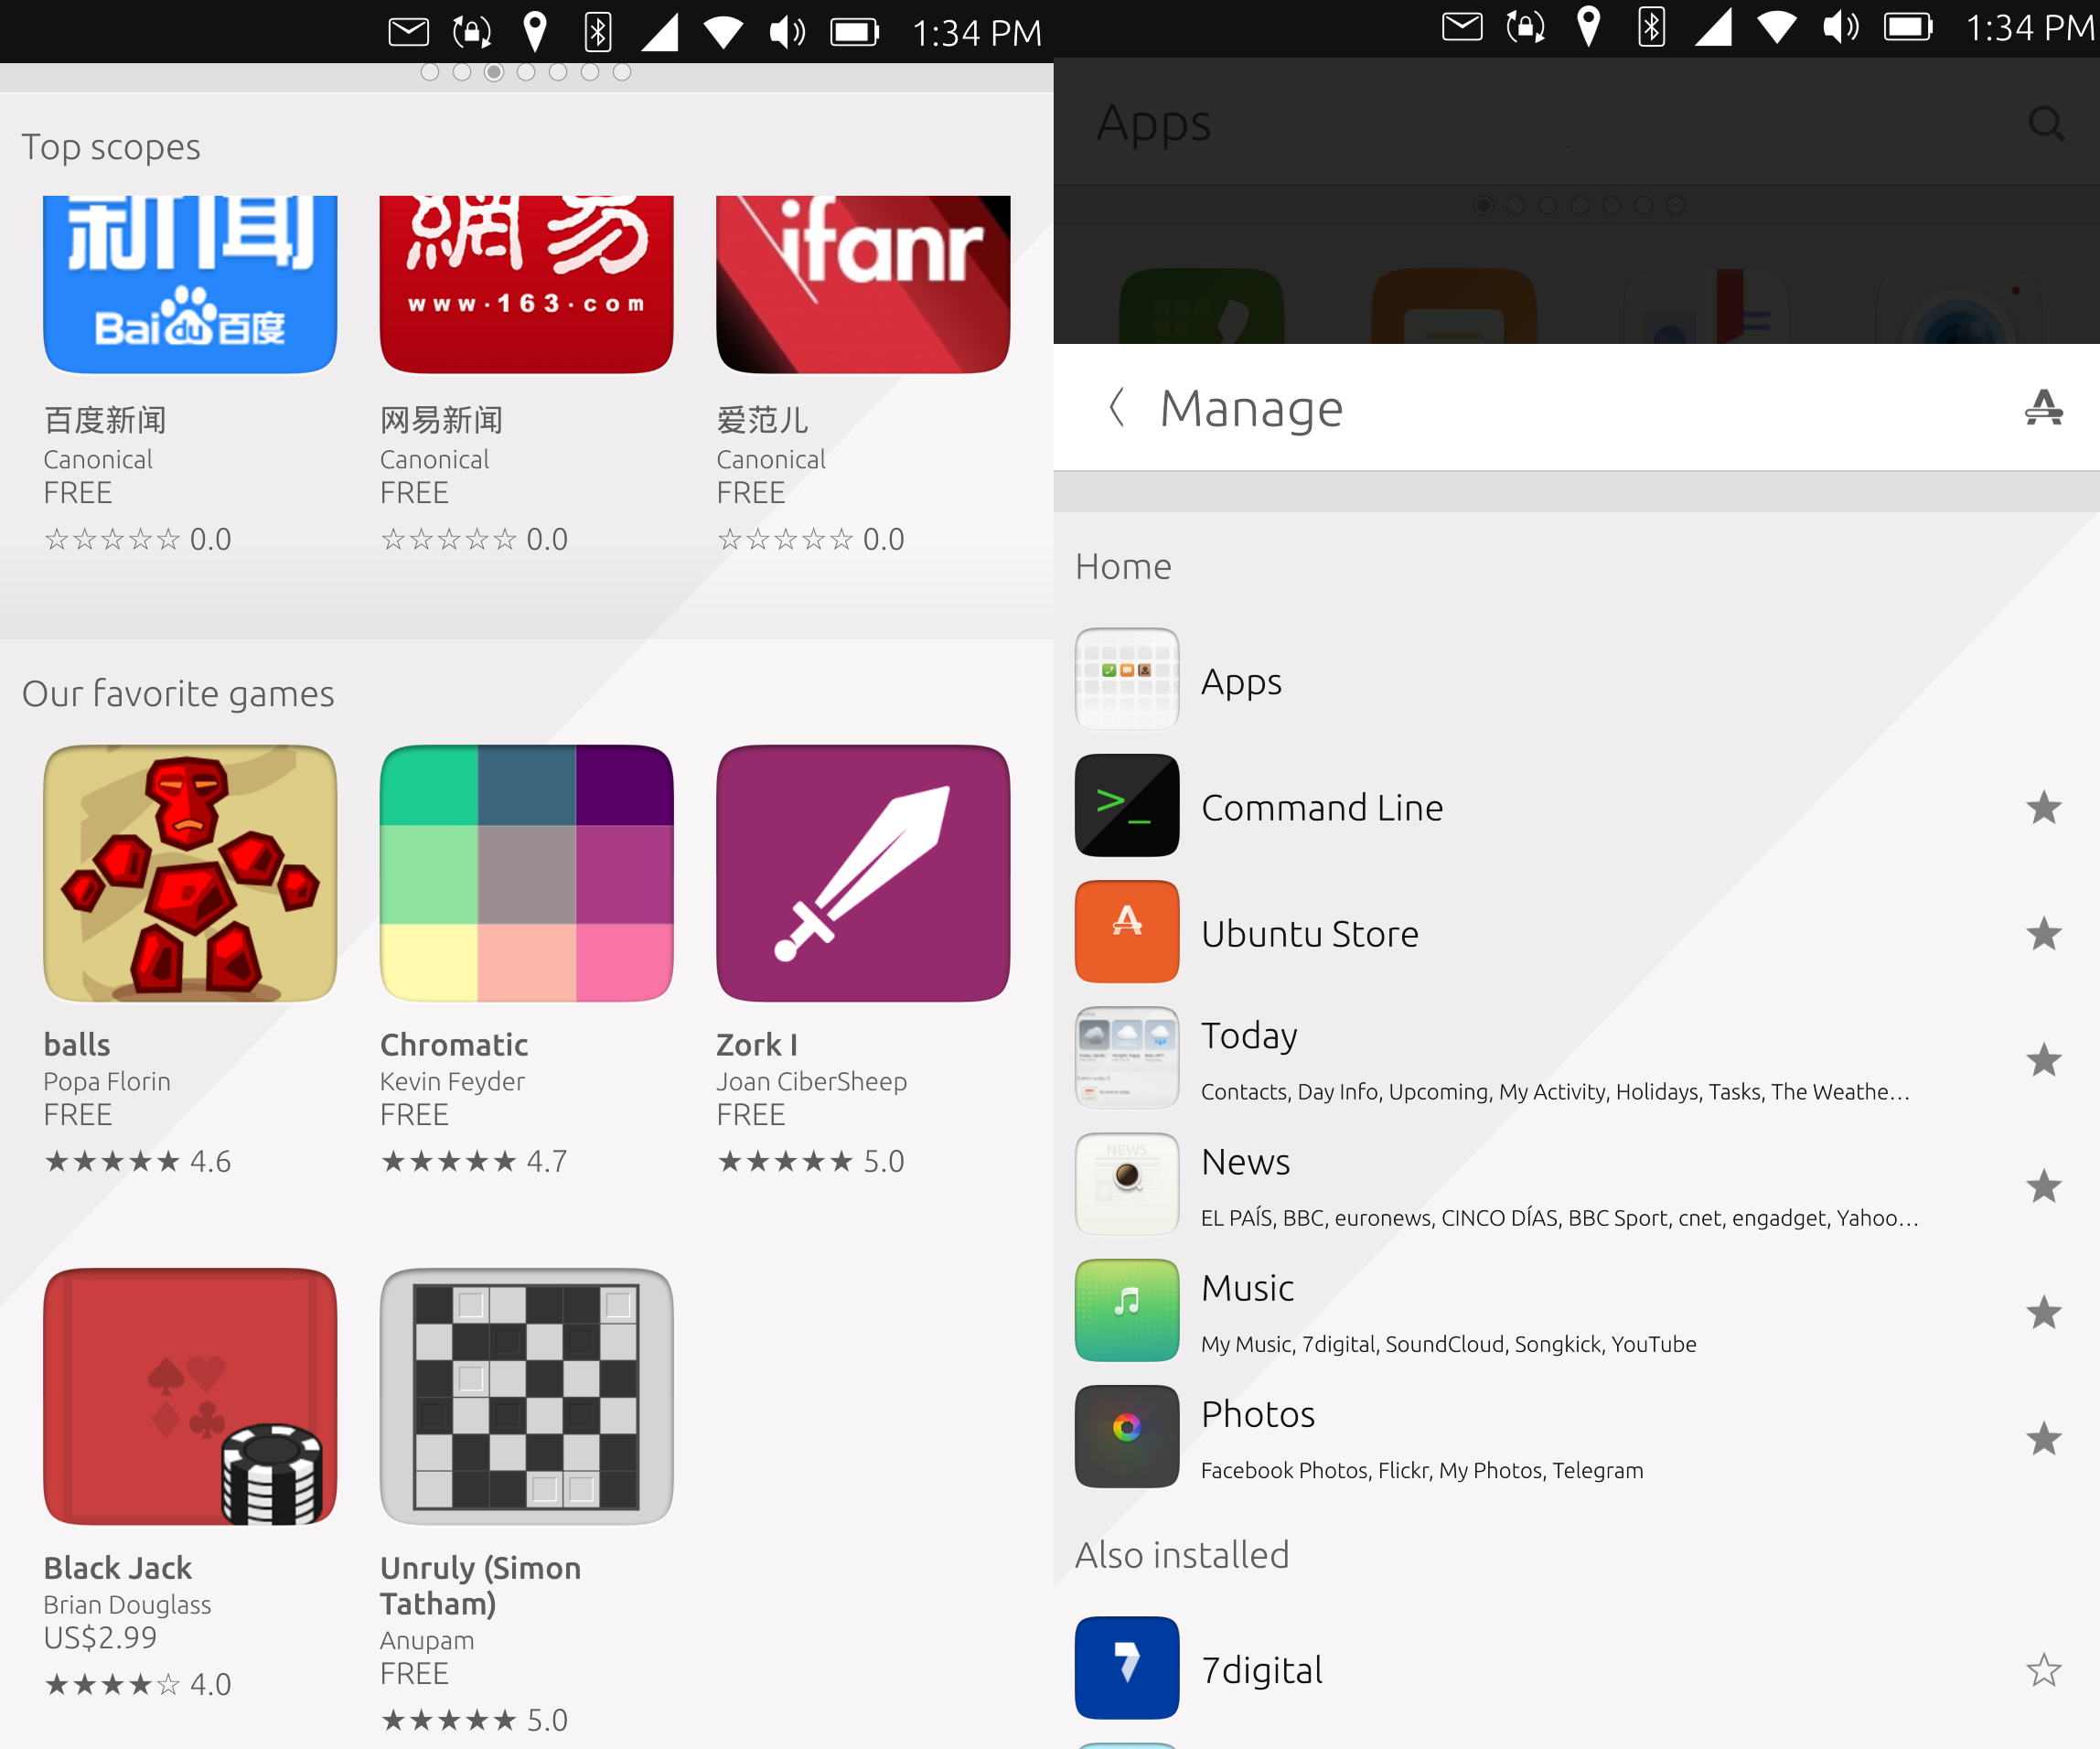 1:34 PM
Top scopes
新闻
Bai du 百度
網易
www.163.com
ifanr
百度新闻
Canonical
FREE
☆☆☆☆☆ 0.0
网易新闻
Canonical
FREE
☆☆☆☆☆ 0.0
爱范儿
Canonical
FREE
☆☆☆☆☆ 0.0
Our favorite games
balls
Popa Florin
FREE
★★★★★ 4.6
Chromatic
Kevin Feyder
FREE
★★★★★ 4.7
Zork I
Joan CiberSheep
FREE
★★★★★ 5.0
Black Jack
Brian Douglass
US$2.99
★★★★☆ 4.0
Unruly (Simon
Tatham)
Anupam
FREE
★★★★★ 5.0
1:34 PM
Apps
Manage
Home
Apps
>_
Command Line
Ubuntu Store
Today
Contacts, Day Info, Upcoming, My Activity, Holidays, Tasks, The Weathe...
NEWS
News
EL PAÍS, BBC, euronews, CINCO DÍAS, BBC Sport, cnet, engadget, Yahoo...
Music
My Music, 7digital, SoundCloud, Songkick, YouTube
Photos
Facebook Photos, Flickr, My Photos, Telegram
Also installed
7
7digital